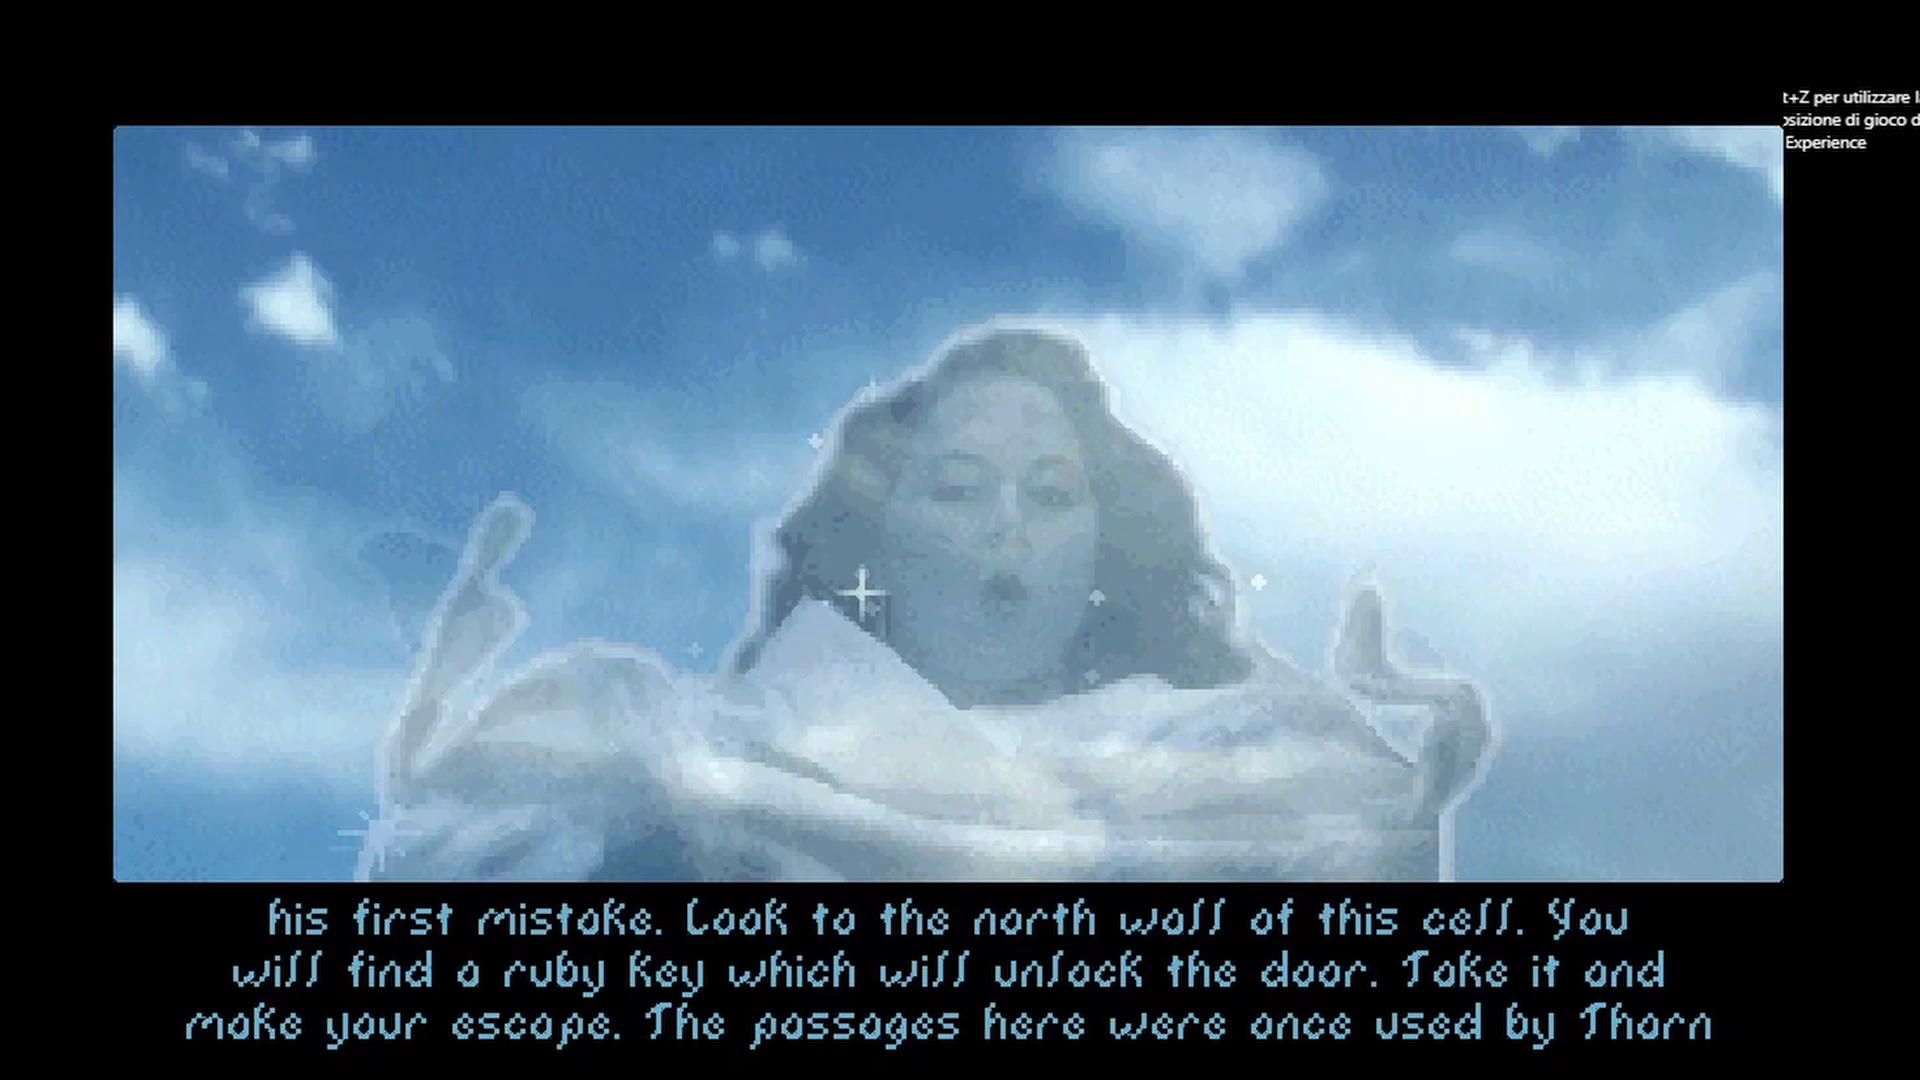 t+Z per utilizzare l
osizione di gioco d
Experience
his first mistake. Look to the north wall of this cell. You
will find a ruby key which will unlock the door. Take it and
make your escape. The passages here were once used by Thorn